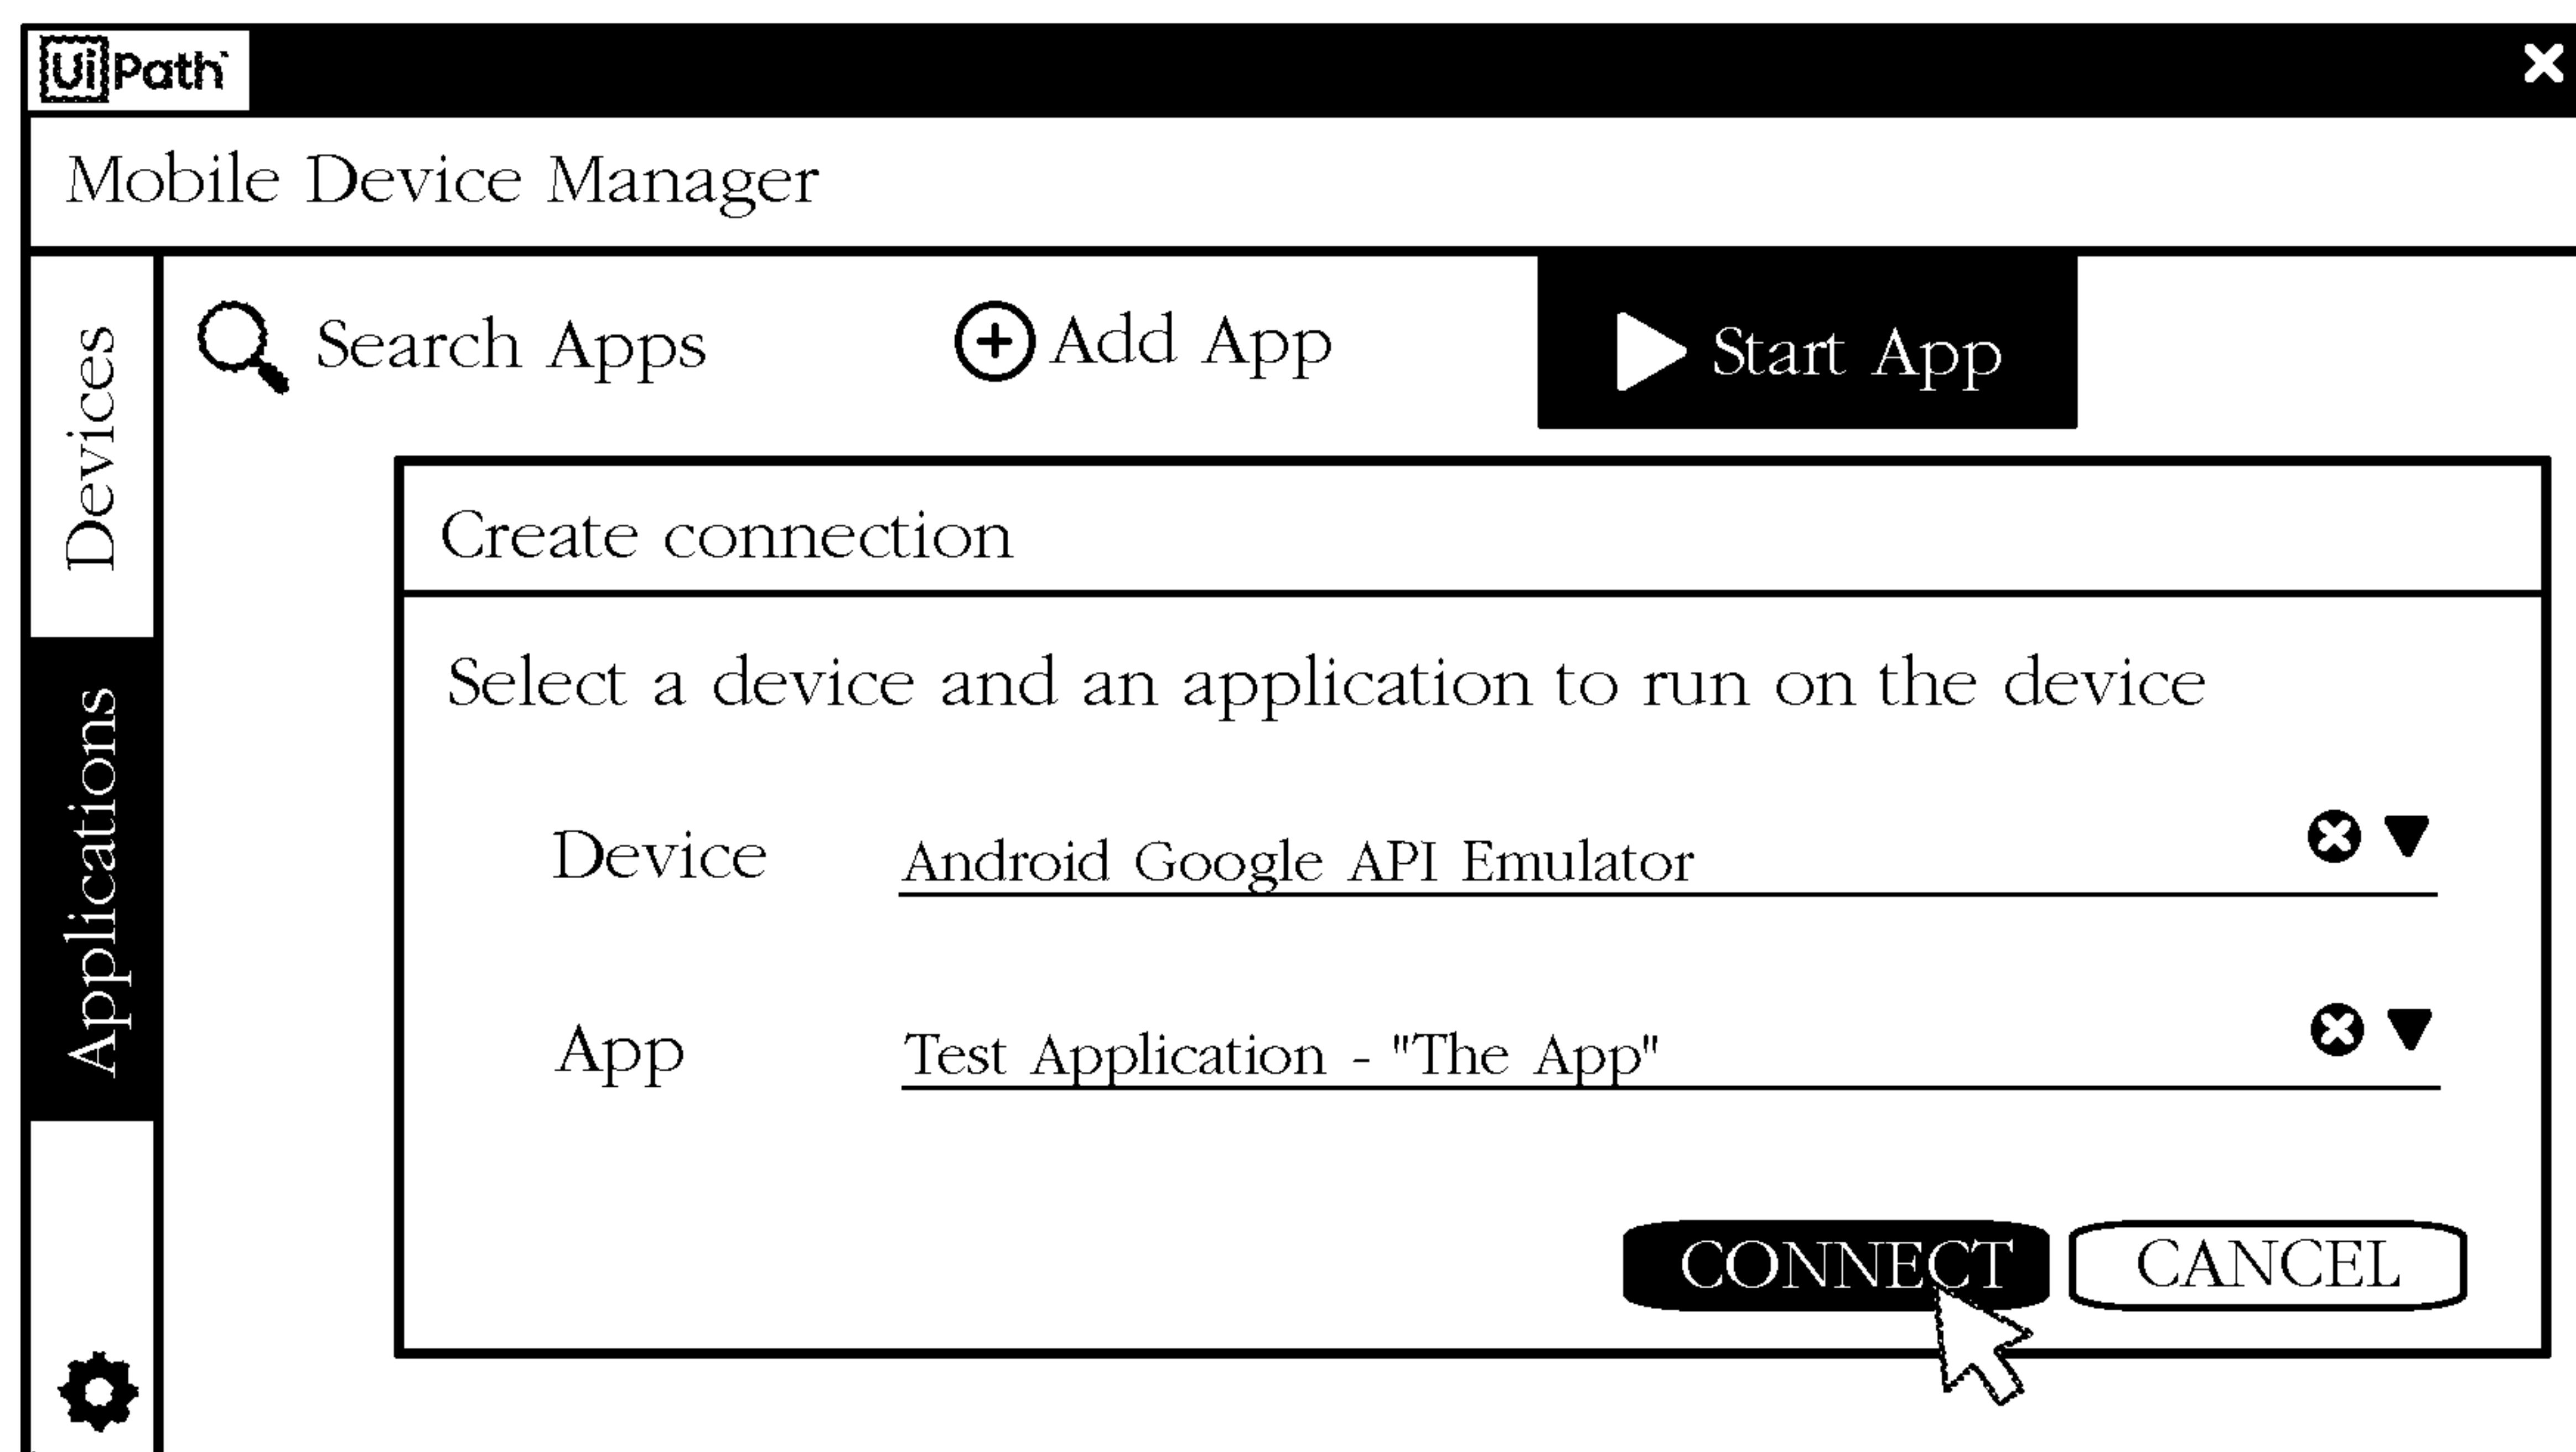 UiPath
Mobile Device Manager
Devices
Applications
Search Apps
Add App
Start App
Create connection
Select a device and an application to run on the device
Device Android Google API Emulator
App Test Application - "The App"
CONNECT CANCEL